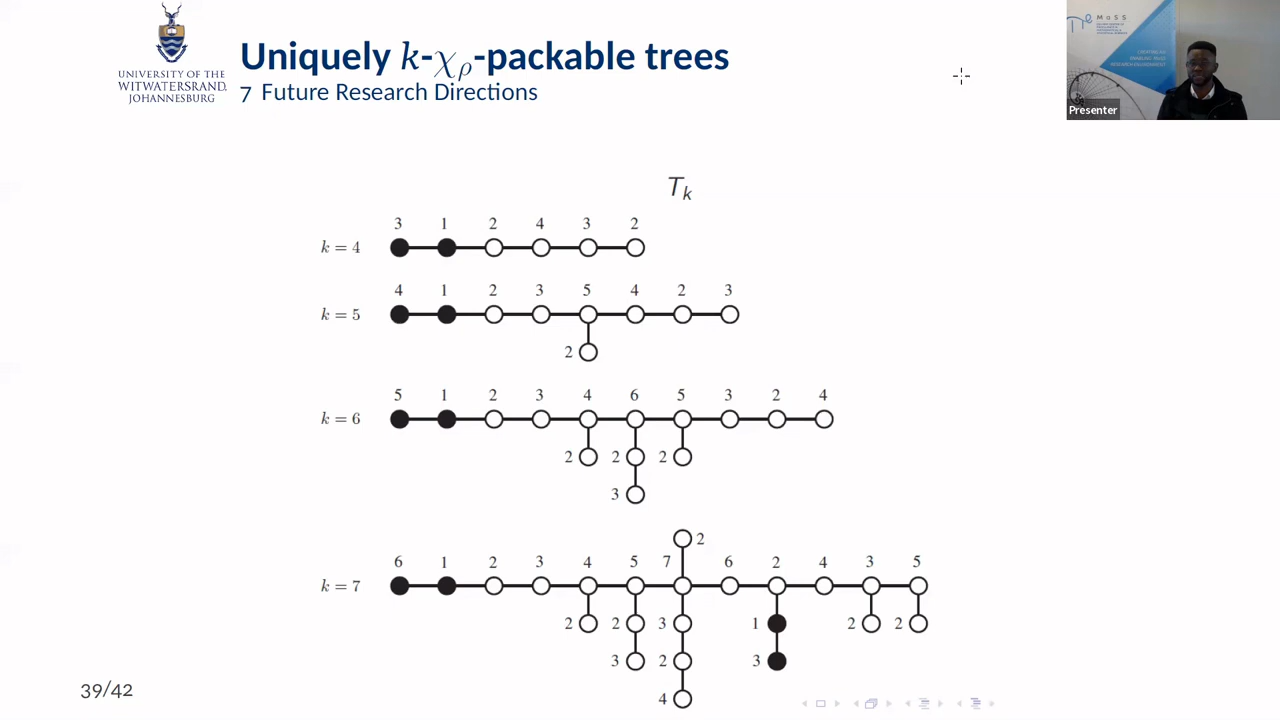 UNIVERSITY OF THE
WITWATERSRAND,
JOHANNESBURG
Uniquely k-χρ-packable trees
7 Future Research Directions
MaSS
Presenter
Tk
3 1 2 4 3 2
k = 4
4 1 2 3 5 4 2 3
k = 5
2
5 1 2 3 4 6 5 3 2 4
k = 6
2 2 2
3
2
6 1 2 3 4 5 7 6 2 4 3 5
k = 7
2 2 3 1 2 2
3 2 3
4
39/42